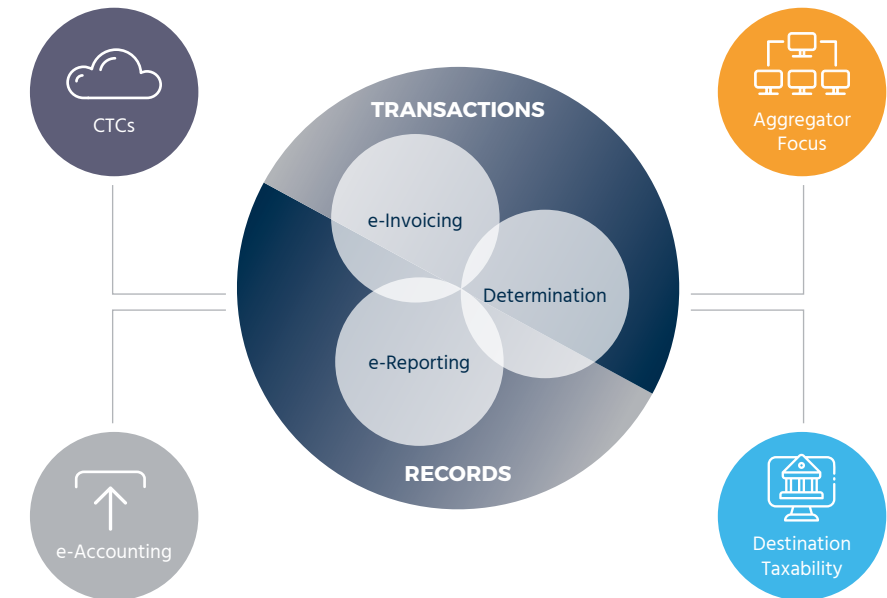 CTCs
TRANSACTIONS
Aggregator
Focus
e-Invoicing
Determination
e-Reporting
RECORDS
e-Accounting
Destination
Taxability